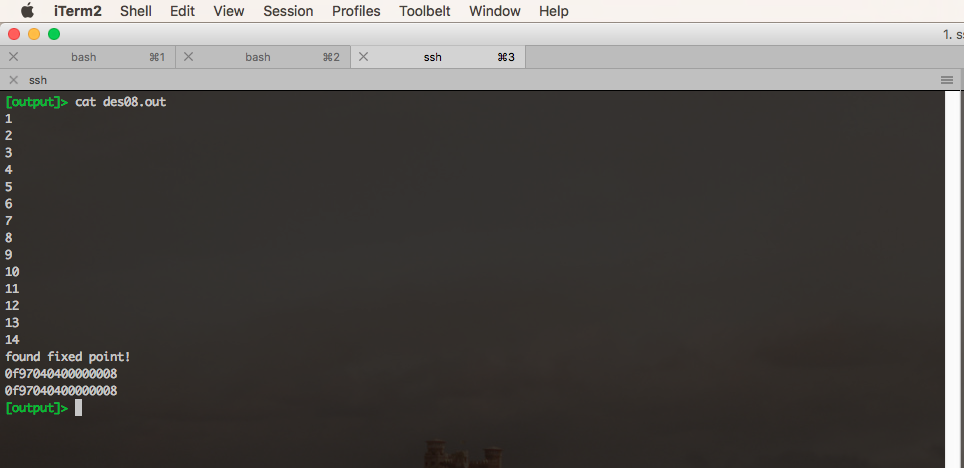 iTerm2 Shell Edit View Session Profiles Toolbelt Window Help
1. s
bash ⌘1 bash ⌘2 ssh ⌘3
ssh
[output]> cat des08.out
1
2
3
4
5
6
7
8
9
10
11
12
13
14
found fixed point!
0f97040400000008
0f97040400000008
[output]>